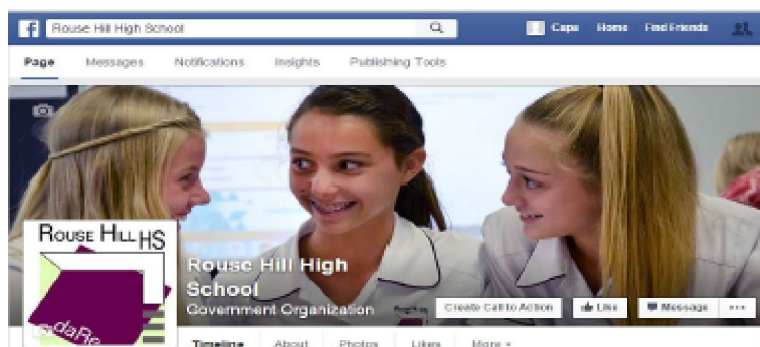 Rouse Hill High School
Capa Home Find Friends
Page Messages Notifications Insights Publishing Tools
ROUSE HILL HS
Rouse Hill High
School
Government Organization
Create Call to Action Like Message
Timeline About Photos Likes More